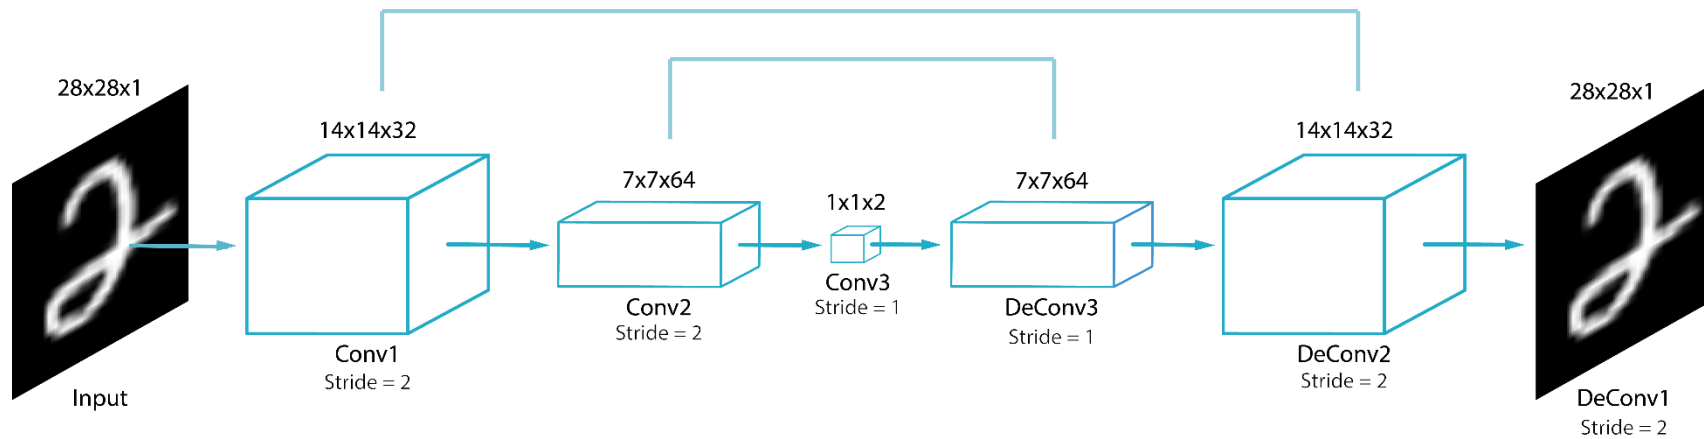 28x28x1
Input
14x14x32
Conv1
Stride = 2
7x7x64
Conv2
Stride = 2
1x1x2
Conv3
Stride = 1
7x7x64
DeConv3
Stride = 1
14x14x32
DeConv2
Stride = 2
28x28x1
DeConv1
Stride = 2